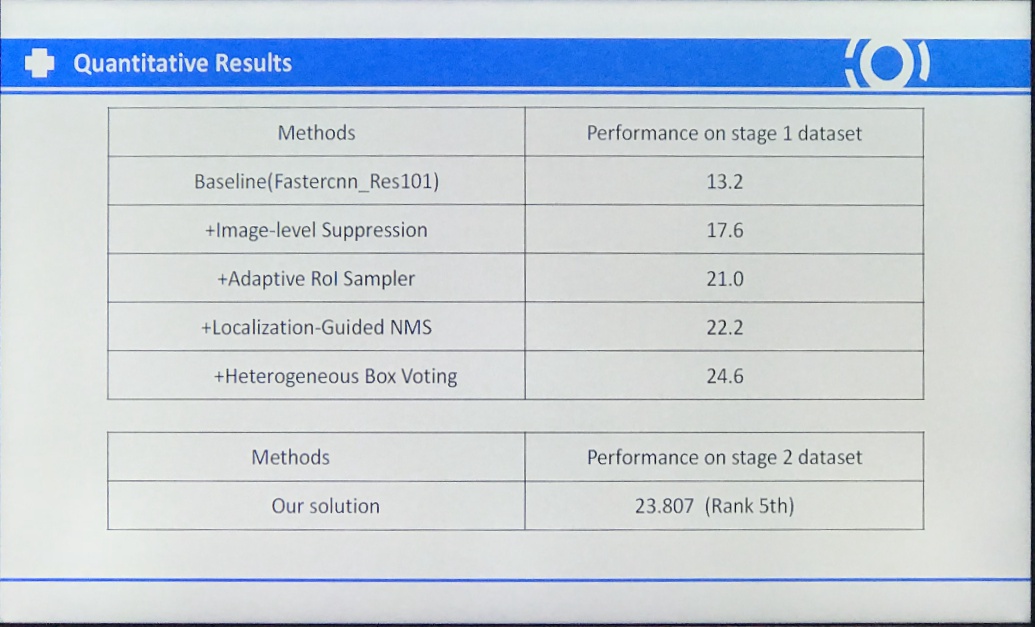 Quantitative Results
Methods Performance on stage 1 dataset
Baseline(Fastercnn_Res101) 13.2
+Image-level Suppression 17.6
+Adaptive RoI Sampler 21.0
+Localization-Guided NMS 22.2
+Heterogeneous Box Voting 24.6
Methods Performance on stage 2 dataset
Our solution 23.807 (Rank 5th)